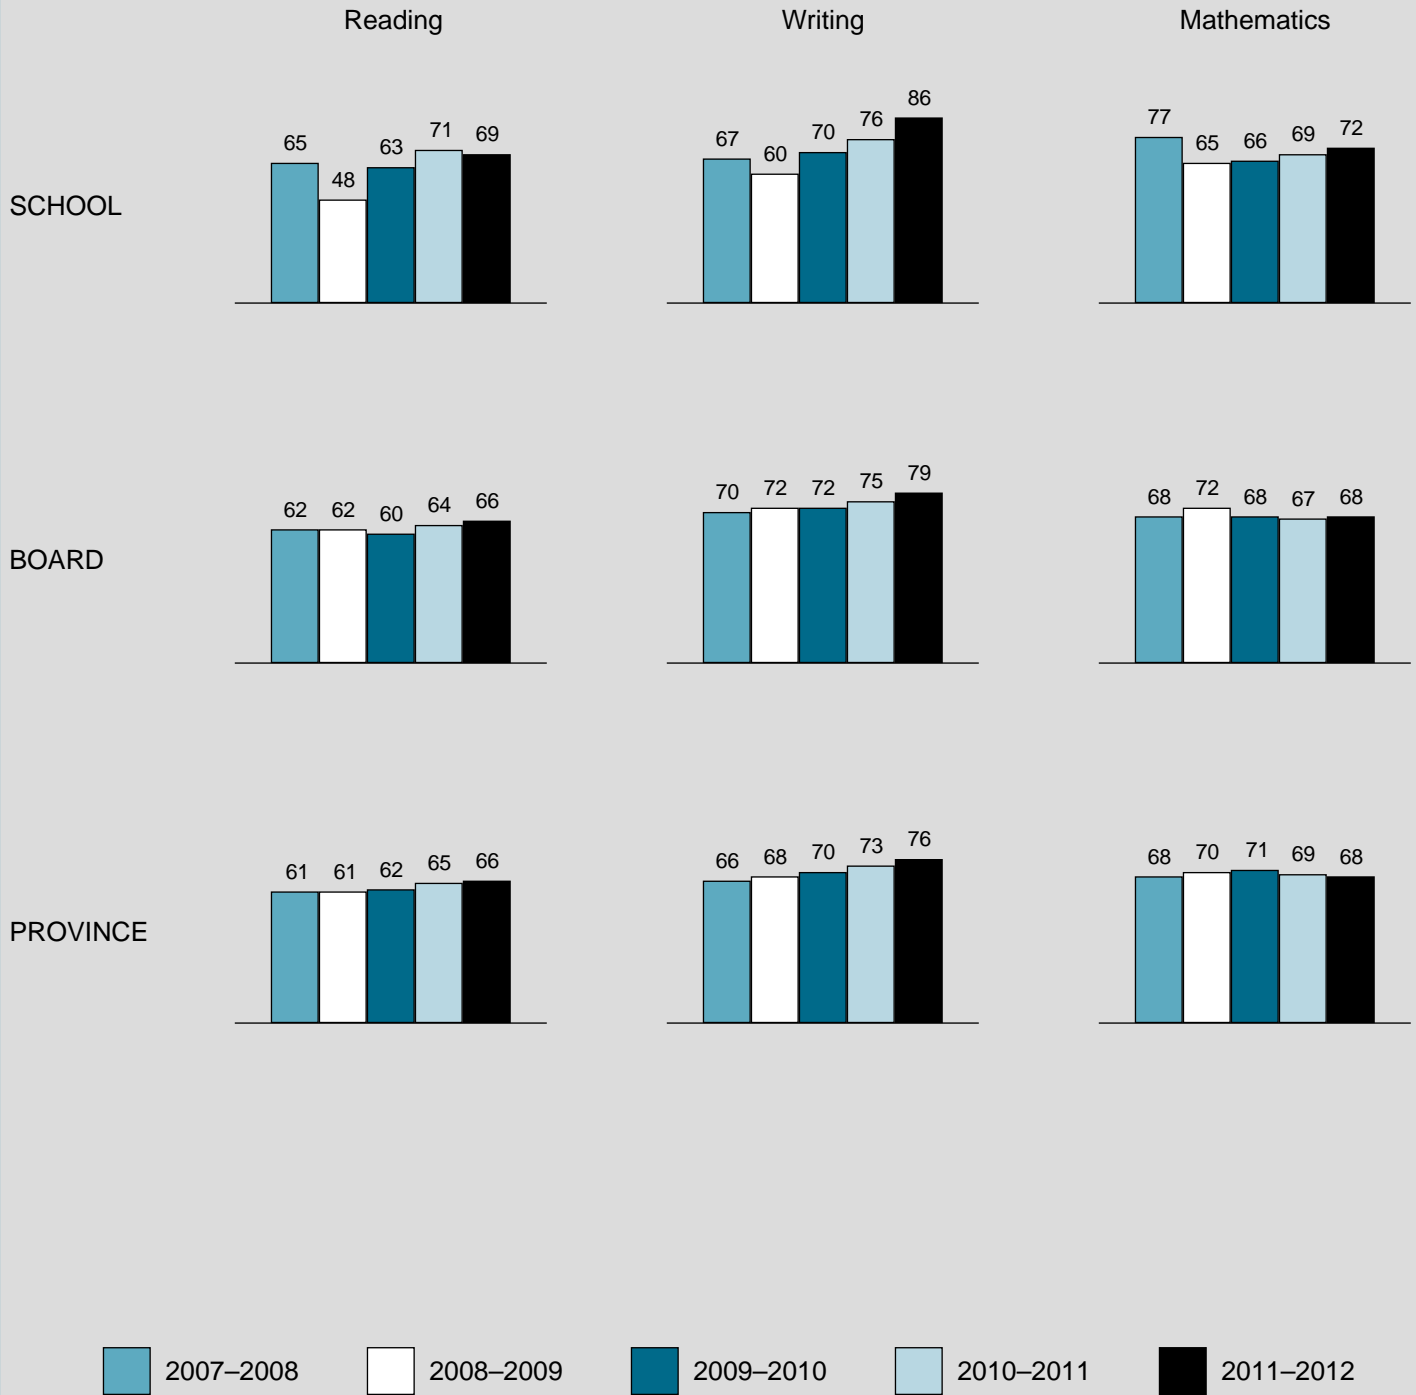 Reading Writing Mathematics
SCHOOL
65 48 63 71 69
67 60 70 76 86
77 65 66 69 72
BOARD
62 62 60 64 66
70 72 72 75 79
68 72 68 67 68
PROVINCE
61 61 62 65 66
66 68 70 73 76
68 70 71 69 68
2007–2008 2008–2009 2009–2010 2010–2011 2011–2012